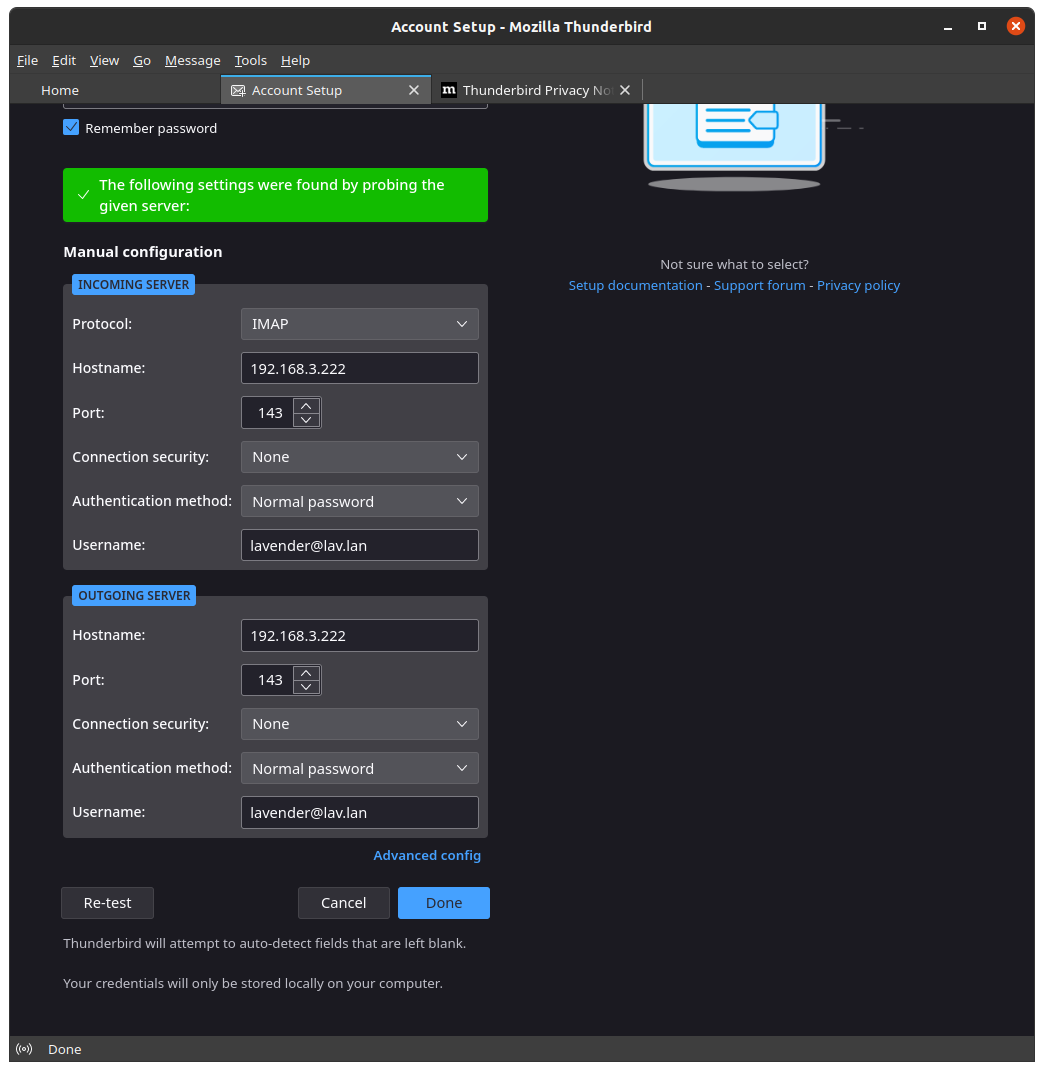 Account Setup - Mozilla Thunderbird
File Edit View Go Message Tools Help
Home Account Setup m Thunderbird Privacy No
Remember password
The following settings were found by probing the
given server:
Manual configuration
INCOMING SERVER
Protocol: IMAP
Hostname: 192.168.3.222
Port: 143
Connection security: None
Authentication method: Normal password
Username: lavender@lav.lan
OUTGOING SERVER
Hostname: 192.168.3.222
Port: 143
Connection security: None
Authentication method: Normal password
Username: lavender@lav.lan
Advanced config
Re-test Cancel Done
Thunderbird will attempt to auto-detect fields that are left blank.
Your credentials will only be stored locally on your computer.
Not sure what to select?
Setup documentation - Support forum - Privacy policy
Done